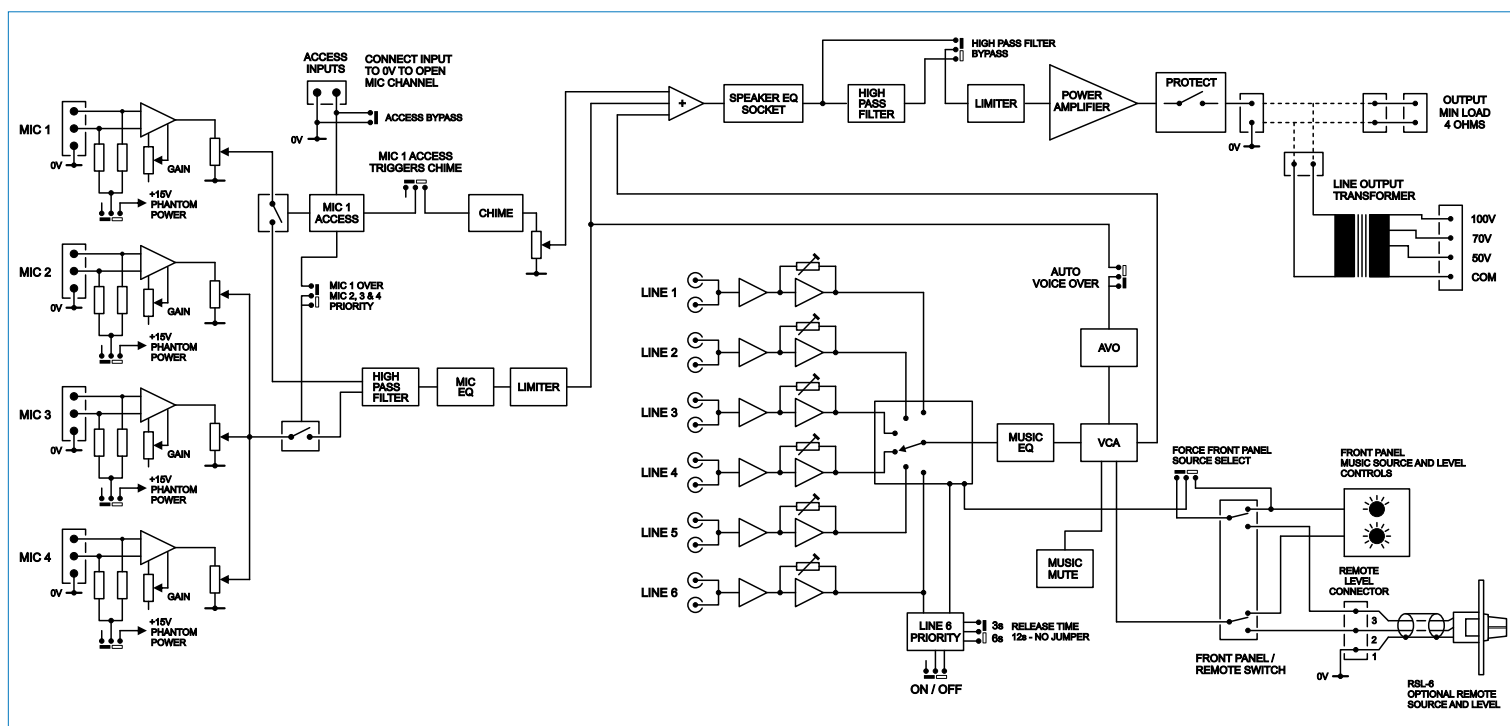 ACCESS
INPUTS
CONNECT INPUT
TO 0V TO OPEN
MIC CHANNEL
ACCESS BYPASS
0V
MIC 1
0V
GAIN
+15V
PHANTOM
POWER
MIC 1 ACCESS
TRIGGERS CHIME
MIC 1
ACCESS
CHIME
MIC 2
0V
GAIN
+15V
PHANTOM
POWER
MIC 1 OVER
MIC 2, 3 & 4
PRIORITY
MIC 3
0V
GAIN
+15V
PHANTOM
POWER
HIGH
PASS
FILTER
MIC
EQ
LIMITER
MIC 4
0V
GAIN
+15V
PHANTOM
POWER
+
SPEAKER EQ
SOCKET
HIGH
PASS
FILTER
HIGH PASS FILTER
BYPASS
LIMITER
POWER
AMPLIFIER
PROTECT
0V
OUTPUT
MIN LOAD
4 OHMS
LINE OUTPUT
TRANSFORMER
100V
70V
50V
COM
LINE 1
LINE 2
LINE 3
LINE 4
LINE 5
LINE 6
AUTO
VOICE OVER
AVO
MUSIC
EQ
VCA
MUSIC
MUTE
LINE 6
PRIORITY
3s
6s
RELEASE TIME
12s - NO JUMPER
ON / OFF
FORCE FRONT PANEL
SOURCE SELECT
FRONT PANEL
MUSIC SOURCE AND LEVEL
CONTROLS
FRONT PANEL /
REMOTE SWITCH
REMOTE
LEVEL
CONNECTOR
3
2
1
0V
RSL-6
OPTIONAL REMOTE
SOURCE AND LEVEL